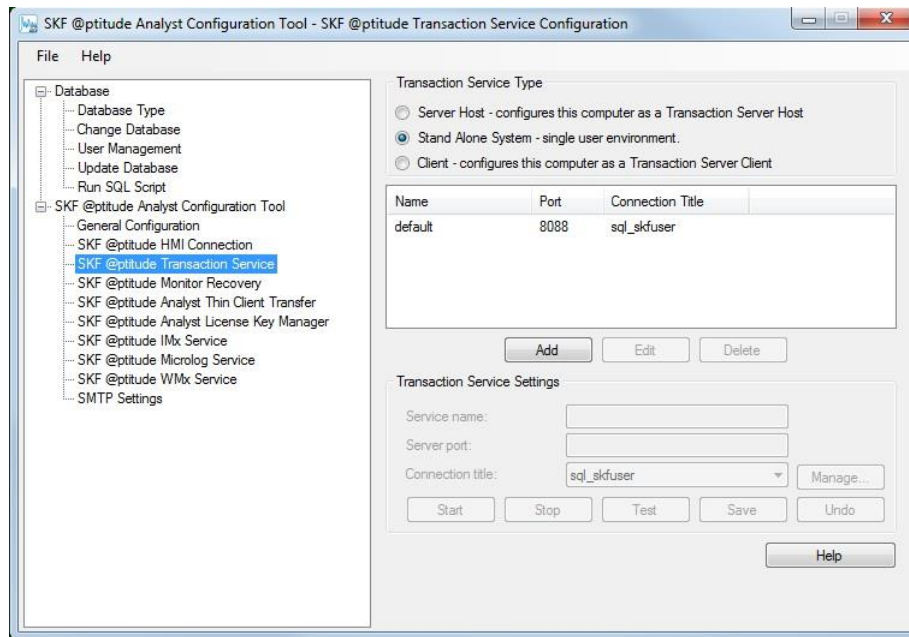 SKF @ptitude Analyst Configuration Tool - SKF @ptitude Transaction Service Configuration
File Help
Database
Database Type
Change Database
User Management
Update Database
Run SQL Script
SKF @ptitude Analyst Configuration Tool
General Configuration
SKF @ptitude HMI Connection
SKF @ptitude Transaction Service
SKF @ptitude Monitor Recovery
SKF @ptitude Analyst Thin Client Transfer
SKF @ptitude Analyst License Key Manager
SKF @ptitude IMx Service
SKF @ptitude Microlog Service
SKF @ptitude WMx Service
SMTP Settings
Transaction Service Type
Server Host - configures this computer as a Transaction Server Host
Stand Alone System - single user environment.
Client - configures this computer as a Transaction Server Client
Name Port Connection Title
default 8088 sql_skfuser
Add Edit Delete
Transaction Service Settings
Service name:
Server port:
Connection title: sql_skfuser Manage...
Start Stop Test Save Undo
Help